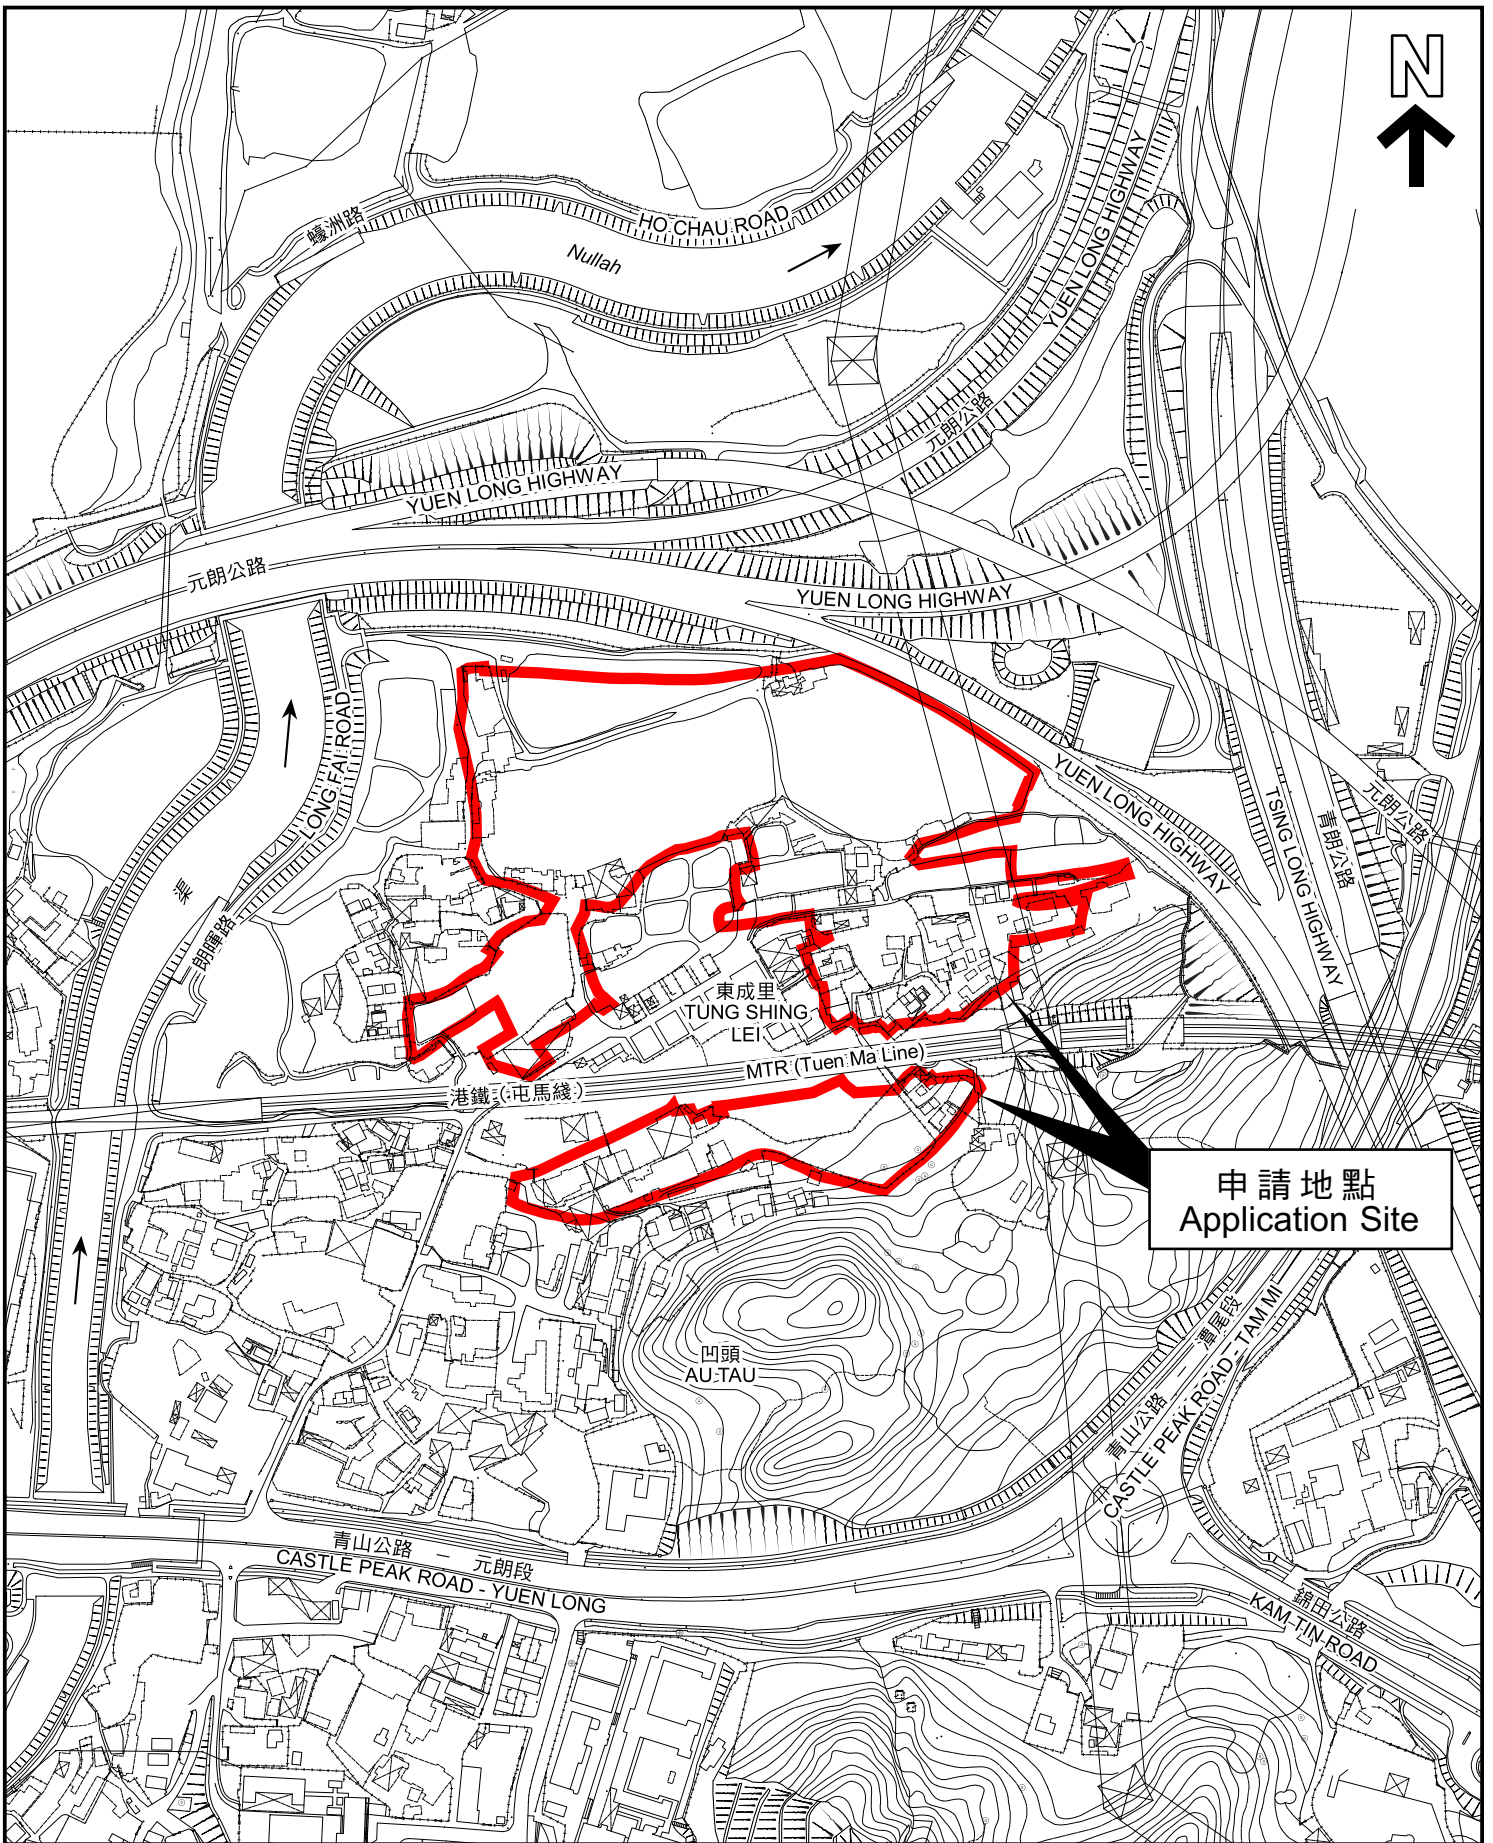 N
蠔洲路
HO CHAU ROAD
Nullah
YUEN LONG HIGHWAY
元朗公路
YUEN LONG HIGHWAY
元朗公路
YUEN LONG HIGHWAY
LONG FAI ROAD
朗暉路
渠
YUEN LONG HIGHWAY
元朗公路
TSING LONG HIGHWAY
青朗公路
東成里
TUNG SHING
LEI
MTR (Tuen Ma Line)
港鐵（屯馬綫）
申請地點
Application Site
凹頭
AU TAU
青山公路 － 潭尾段
CASTLE PEAK ROAD - TAM MI
青山公路 － 元朗段
CASTLE PEAK ROAD - YUEN LONG
錦田公路
KAM TIN ROAD